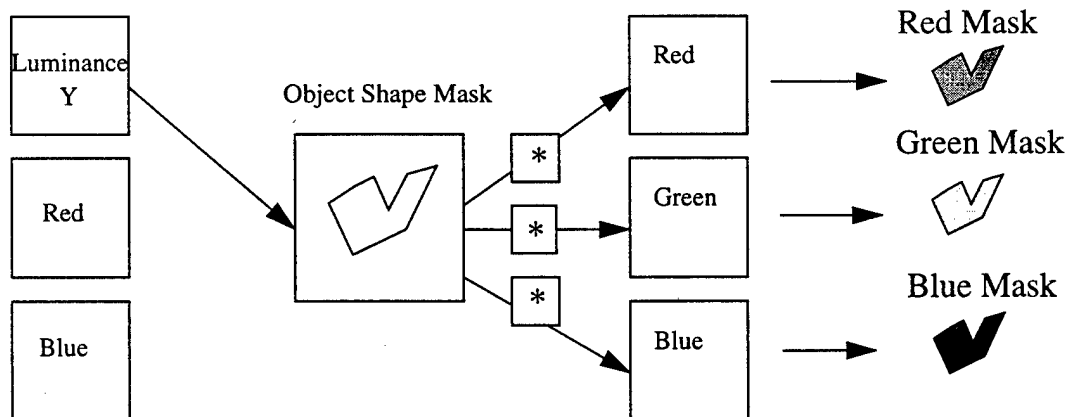 Luminance
Y
Red
Blue
Object Shape Mask
*
*
*
Red
Green
Blue
Red Mask
Green Mask
Blue Mask